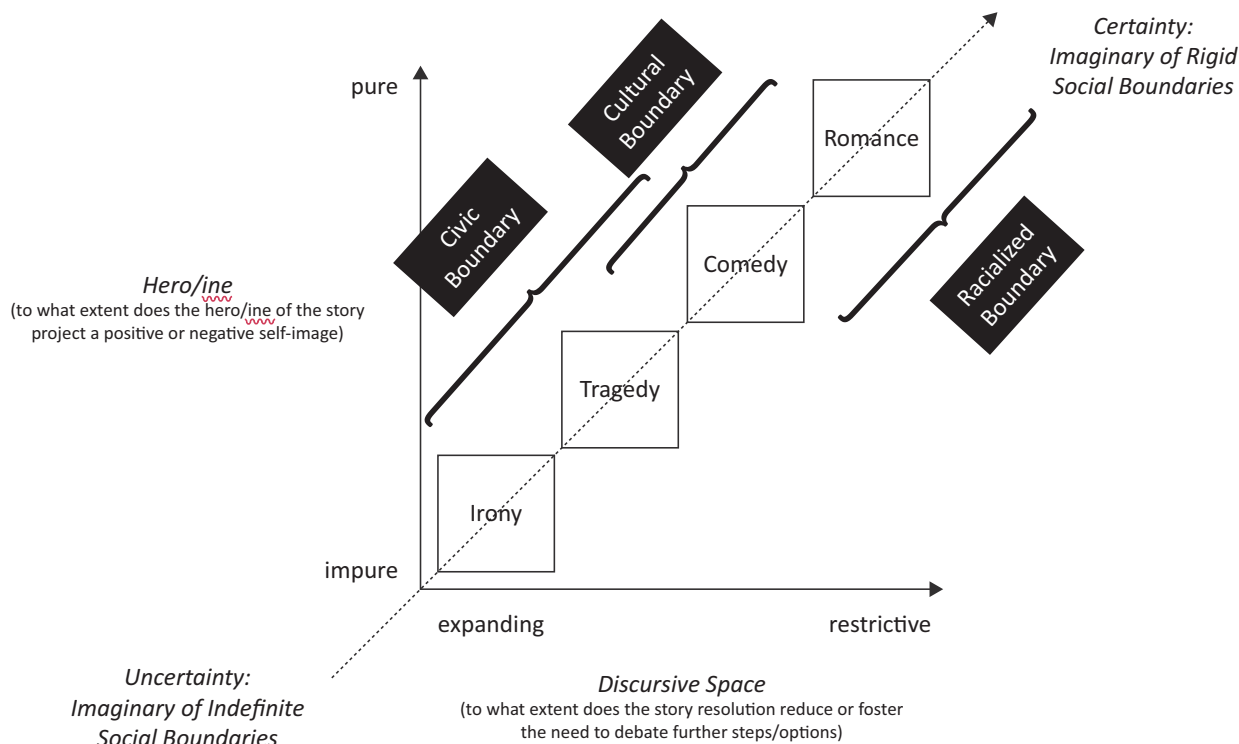 Certainty:
Imaginary of Rigid
Social Boundaries
pure
Cultural
Boundary
Romance
Civic
Boundary
Racialized
Boundary
Comedy
Hero/ine
(to what extent does the hero/ine of the story
project a positive or negative self-image)
Tragedy
Irony
impure
expanding
restrictive
Uncertainty:
Imaginary of Indefinite
Social Boundaries
Discursive Space
(to what extent does the story resolution reduce or foster
the need to debate further steps/options)